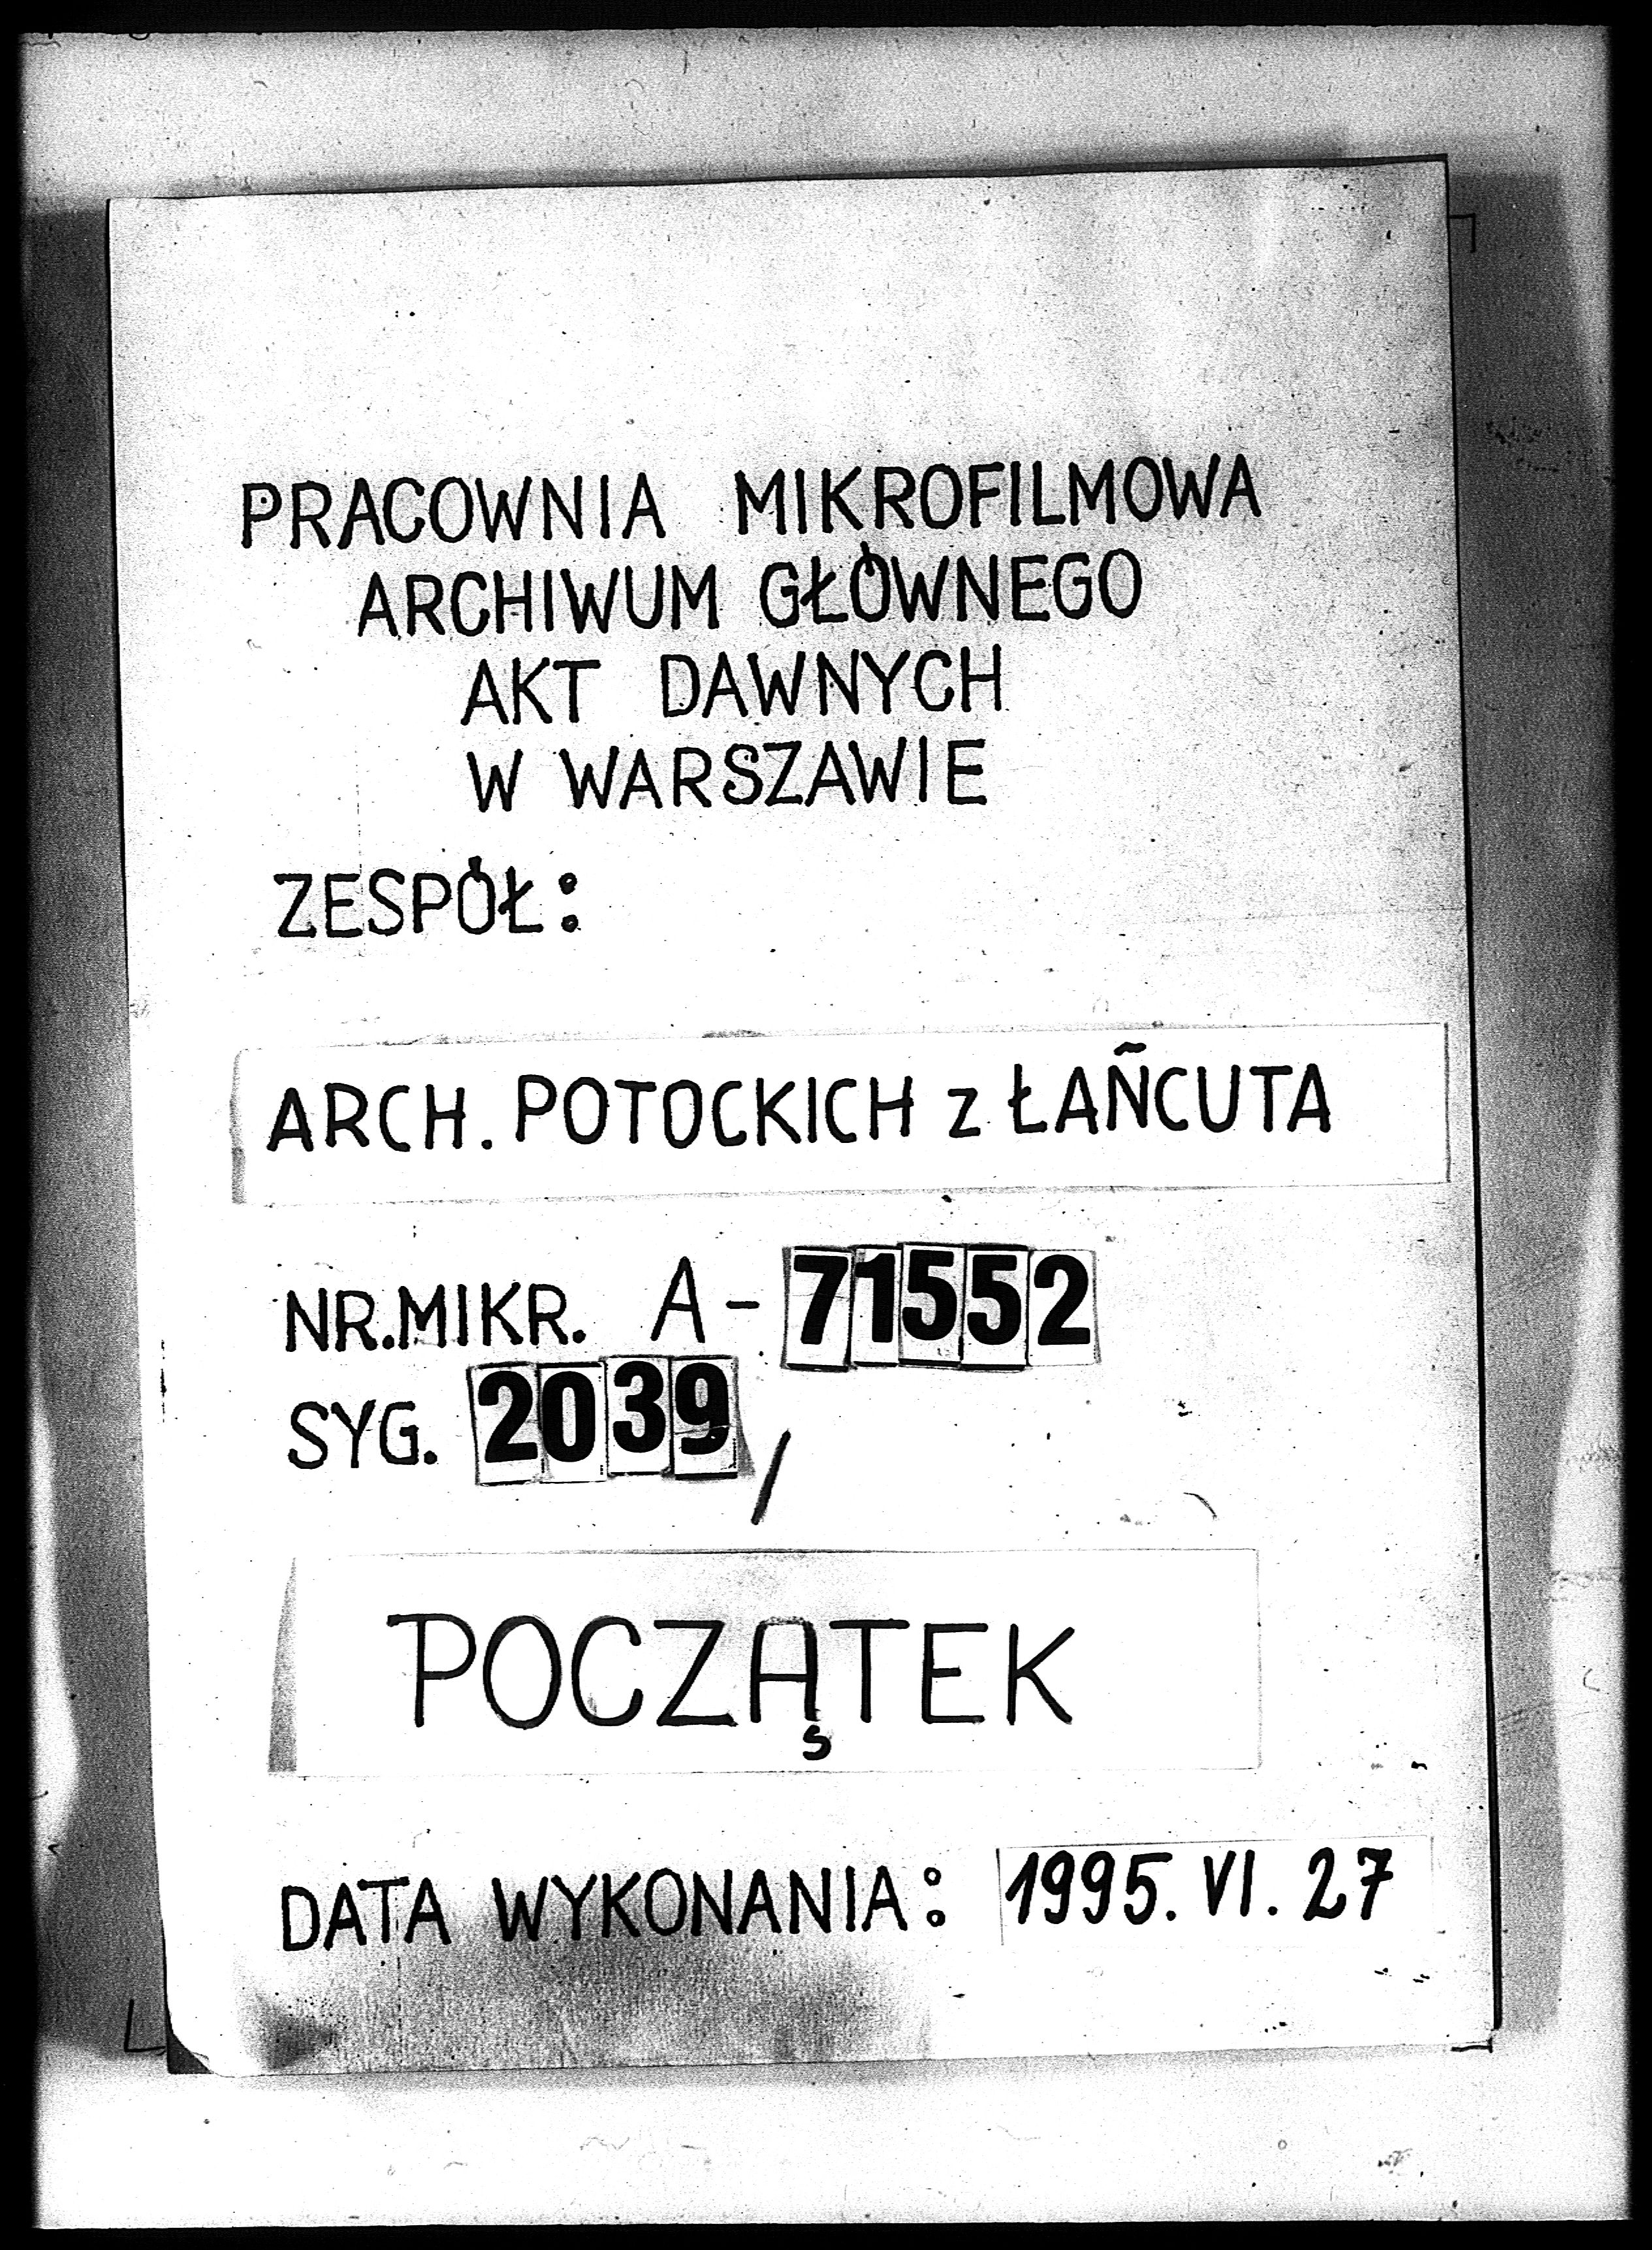 PRACOWNIA MIKROFILMOWA
ARCHIWUM GŁÓWNEGO
AKT DAWNYCH
W WARSZAWIE
ZESPÓŁ:
ARCH. POTOCKICH z ŁAŃCUTA
NR.MIKR. A-71552
SYG. 2039/
POCZĄTEK
DATA WYKONANIA: 1995. VI. 27